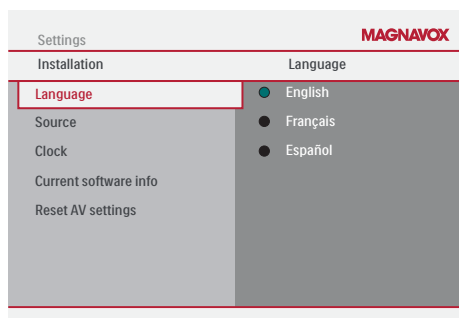 Settings
MAGNAVOX
Installation
Language
Language
English
Source
Français
Clock
Español
Current software info
Reset AV settings